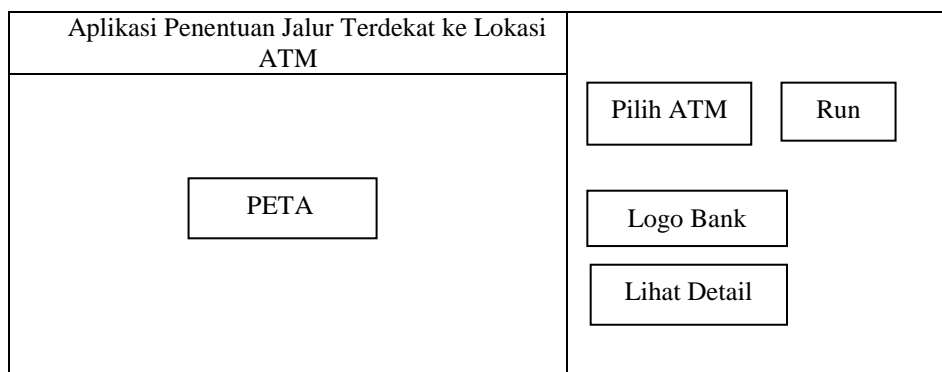 Aplikasi Penentuan Jalur Terdekat ke Lokasi
ATM
Pilih ATM
Run
PETA
Logo Bank
Lihat Detail